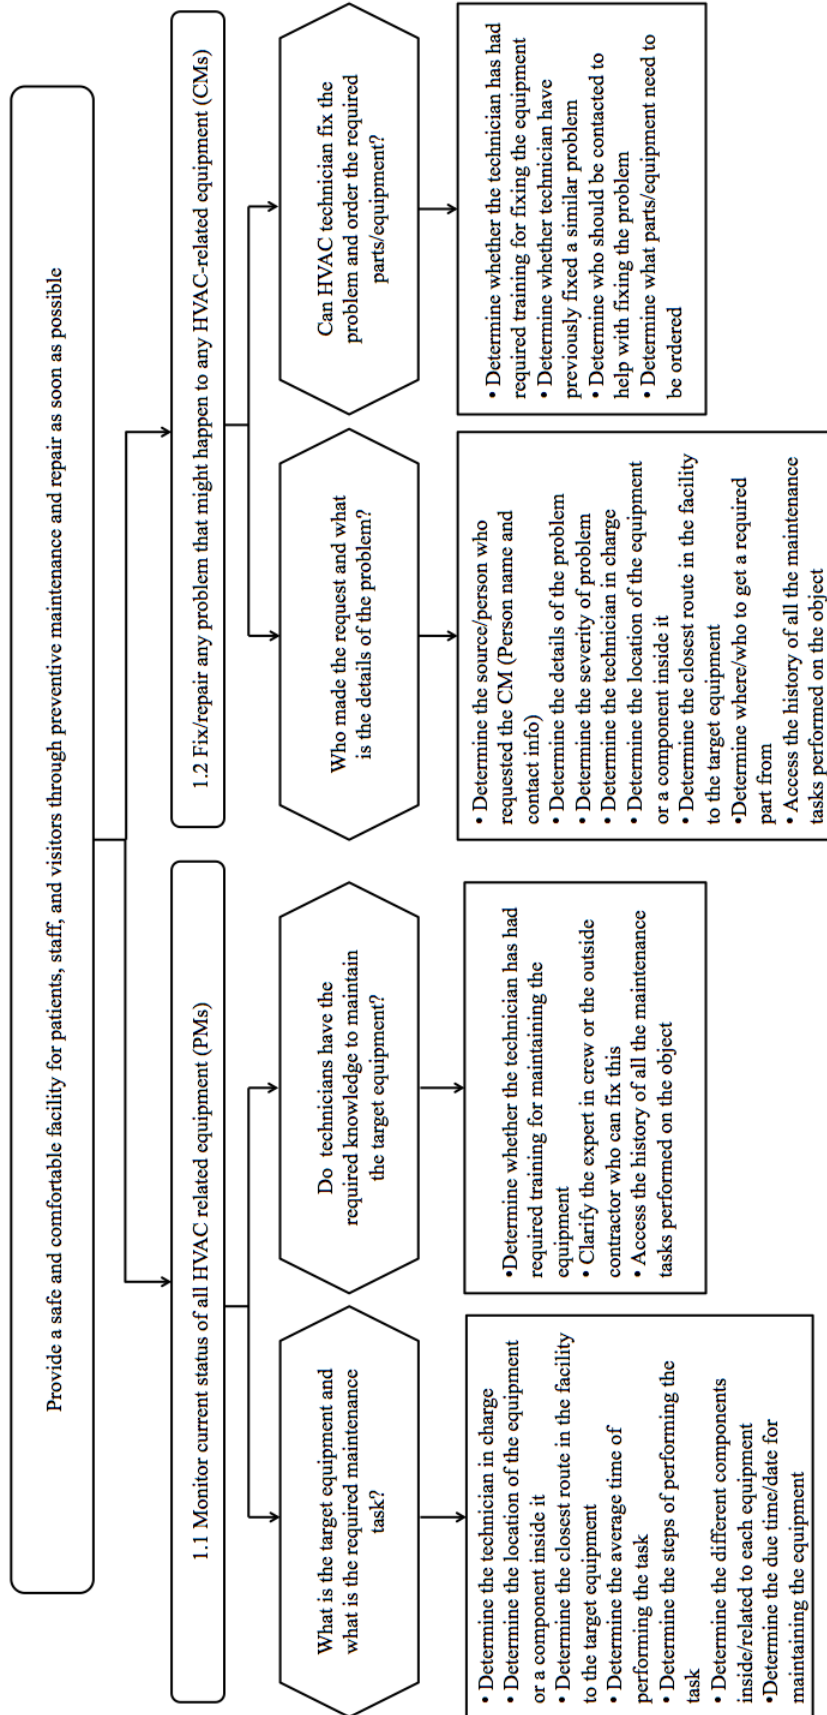 Provide a safe and comfortable facility for patients, staff, and visitors through preventive maintenance and repair as soon as possible
1.1 Monitor current status of all HVAC related equipment (PMs)
1.2 Fix/repair any problem that might happen to any HVAC-related equipment (CMs)
What is the target equipment and
what is the required maintenance
task?
Do technicians have the
required knowledge to maintain
the target equipment?
Who made the request and what
is the details of the problem?
Can HVAC technician fix the
problem and order the required
parts/equipment?
• Determine the technician in charge
• Determine the location of the equipment
or a component inside it
• Determine the closest route in the facility
to the target equipment
• Determine the average time of
performing the task
• Determine the steps of performing the
task
• Determine the different components
inside/related to each equipment
•Determine the due time/date for
maintaining the equipment
•Determine whether the technician has had
required training for maintaining the
equipment
• Clarify the expert in crew or the outside
contractor who can fix this
• Access the history of all the maintenance
tasks performed on the object
• Determine the source/person who
requested the CM (Person name and
contact info)
• Determine the details of the problem
• Determine the severity of problem
• Determine the technician in charge
• Determine the location of the equipment
or a component inside it
• Determine the closest route in the facility
to the target equipment
•Determine where/who to get a required
part from
• Access the history of all the maintenance
tasks performed on the object
• Determine whether the technician has had
required training for fixing the equipment
• Determine whether technician have
previously fixed a similar problem
• Determine who should be contacted to
help with fixing the problem
• Determine what parts/equipment need to
be ordered